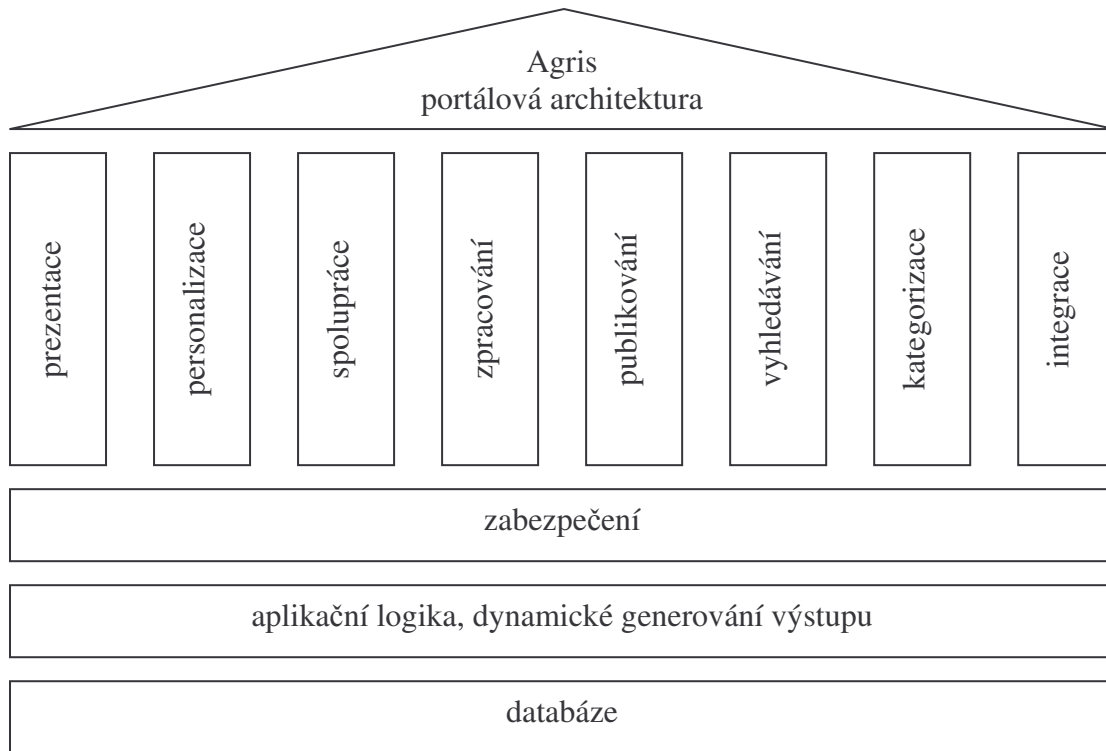 Agris
portálová architektura
prezentace
personalizace
spolupráce
zpracování
publikování
vyhledávání
kategorizace
integrace
zabezpečení
aplikační logika, dynamické generování výstupu
databáze